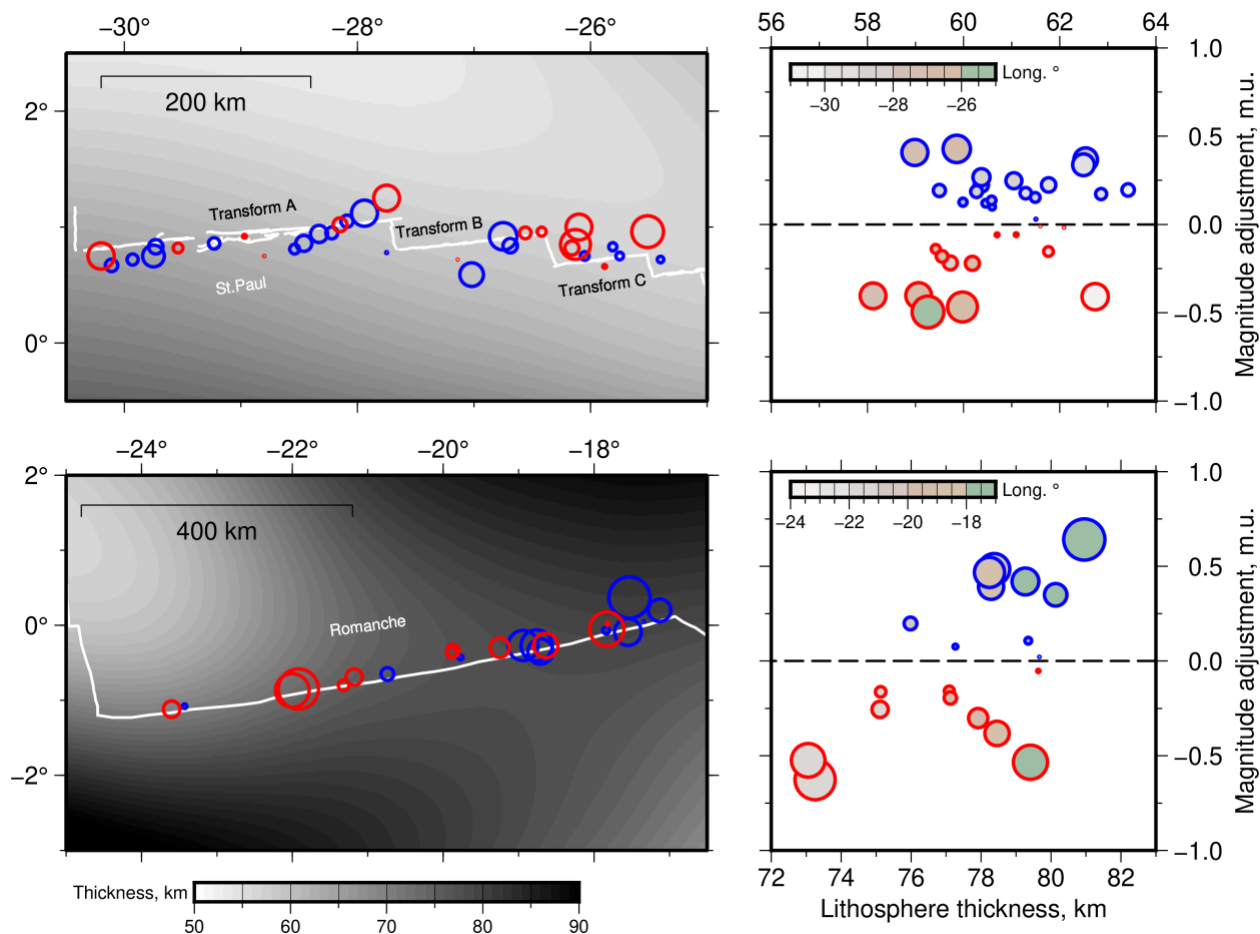 −30° −28° −26°
2°
0°
200 km
Transform A
Transform B
Transform C
St.Paul
56 58 60 62 64
Long. °
−30 −28 −26
1.0
0.5
0.0
−0.5
−1.0
Magnitude adjustment, m.u.
−24° −22° −20° −18°
2°
0°
−2°
400 km
Romanche
Long. °
−24 −22 −20 −18
1.0
0.5
0.0
−0.5
−1.0
Magnitude adjustment, m.u.
72 74 76 78 80 82
Lithosphere thickness, km
Thickness, km
50 60 70 80 90